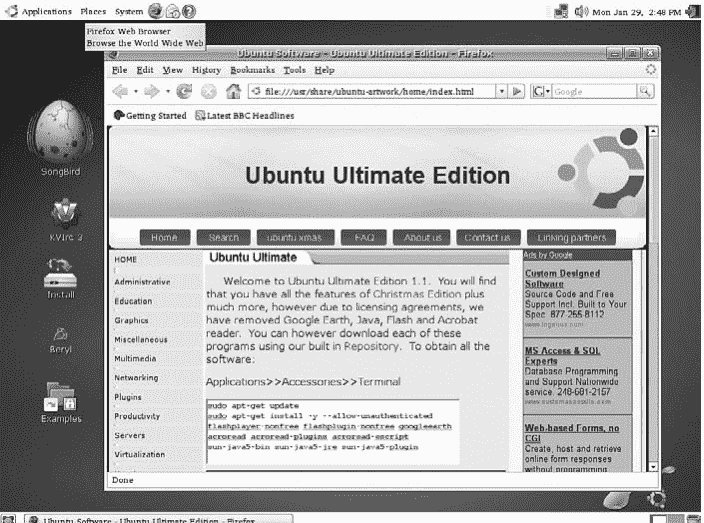 Applications Places System
Mon Jan 29, 2:48 PM
Firefox Web Browser
Browse the World Wide Web
Ubuntu Software - Ubuntu Ultimate Edition - Firefox
File Edit View History Bookmarks Tools Help
file:///usr/share/ubuntu-artwork/home/index.html
Google
Getting Started Latest BBC Headlines
Ubuntu Ultimate Edition
Home Search ubuntu xmas FAQ About us Contact us Linking partners
SongBird
KVIrc 3
Install
Beryl
Examples
HOME
Administrative
Education
Graphics
Miscellaneous
Multimedia
Networking
Plugins
Productivity
Servers
Virtualization
Ubuntu Ultimate
Welcome to Ubuntu Ultimate Edition 1.1. You will find
that you have all the features of Christmas Edition plus
much more, however due to licensing agreements, we
have removed Google Earth, Java, Flash and Acrobat
reader. You can however download each of these
programs using our built in Repository. To obtain all the
software:
Applications>>Accessories>>Terminal
sudo apt-get update
sudo apt-get install -y --allow-unauthenticated
flashplayer-nonfree flashplugin-nonfree googleearth
acroread acroread-plugins acroread-escript
sun-java5-bin sun-java5-jre sun-java5-plugin
Ads by Google
Custom Designed
Software
Source Code and Free
Support Incl. Built to Your
Spec. 877 255 8112
MS Access & SQL
Experts
Database Programming
and Support Nationwide
service. 248-681-2157
Web-based Forms, no
CGI
Create, host and retrieve
online form responses
without programming
Done
Ubuntu Software - Ubuntu Ultimate Edition - Firefox